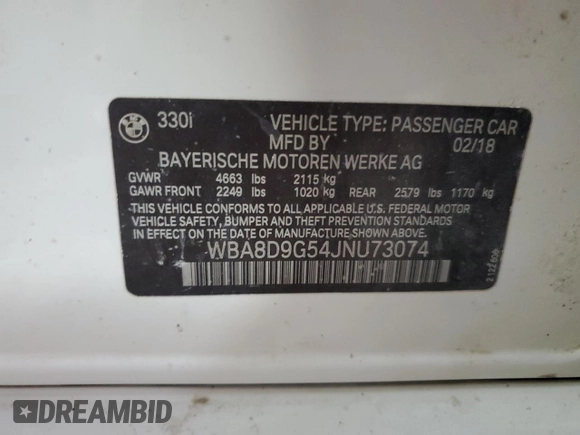 330i VEHICLE TYPE: PASSENGER CAR
MFD BY 02/18
BAYERISCHE MOTOREN WERKE AG
GVWR 4663 lbs 2115 kg
GAWR FRONT 2249 lbs 1020 kg REAR 2579 lbs 1170 kg
THIS VEHICLE CONFORMS TO ALL APPLICABLE U.S. FEDERAL MOTOR
VEHICLE SAFETY, BUMPER AND THEFT PREVENTION STANDARDS
IN EFFECT ON THE DATE OF MANUFACTURE SHOWN ABOVE.
WBA8D9G54JNU73074
DREAMBID